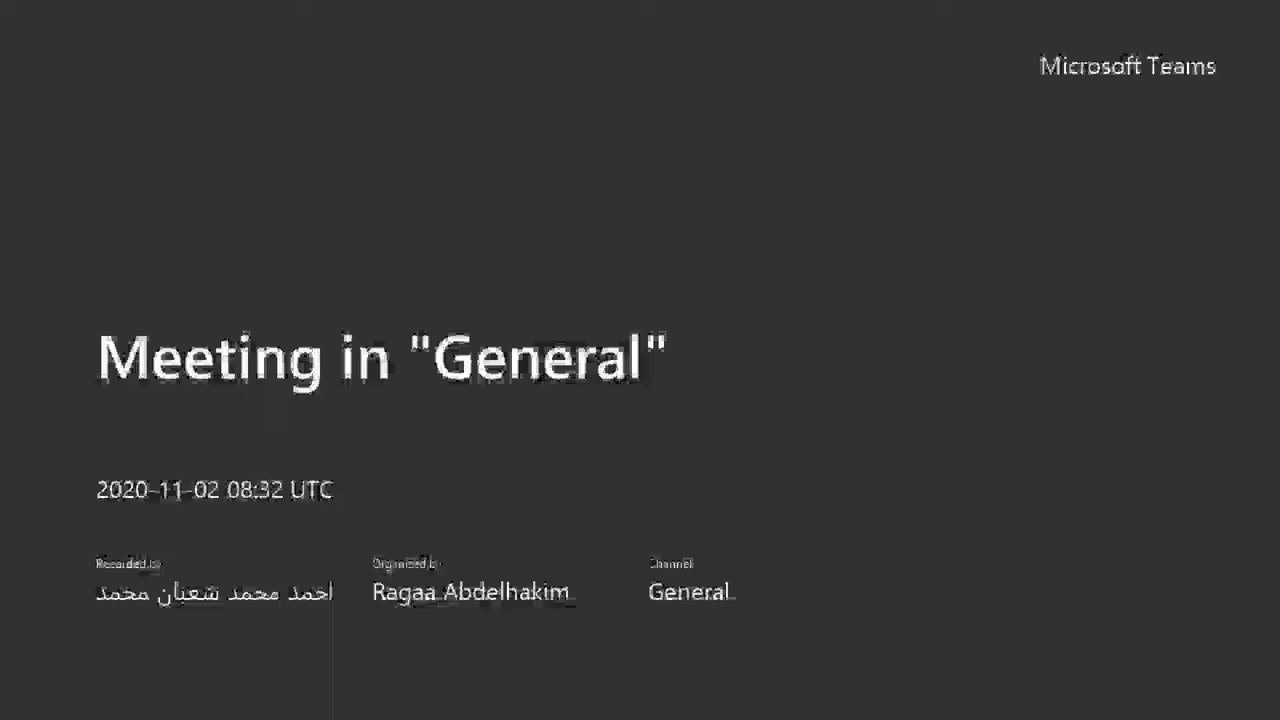 Microsoft Teams
Meeting in "General"
2020-11-02 08:32 UTC
Recorded by
Organized by
Channel
احمد محمد شعبان محمد
Ragaa Abdelhakim
General